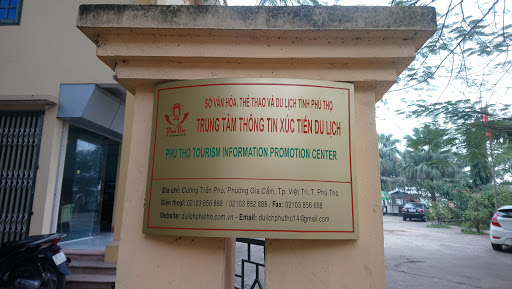 SỞ VĂN HÓA, THỂ THAO VÀ DU LỊCH TỈNH PHÚ THỌ
TRUNG TÂM THÔNG TIN XÚC TIẾN DU LỊCH
PHU THO TOURISM INFORMATION PROMOTION CENTER
Địa chỉ: Đường Trần Phú, Phường Gia Cẩm, Tp. Việt Trì, T. Phú Thọ
Điện thoại: 02103 856 868 / 02103 852 888 / Fax: 02103 856 668
Website: dulichphutho.com.vn - Email: dulichphutho14@gmail.com